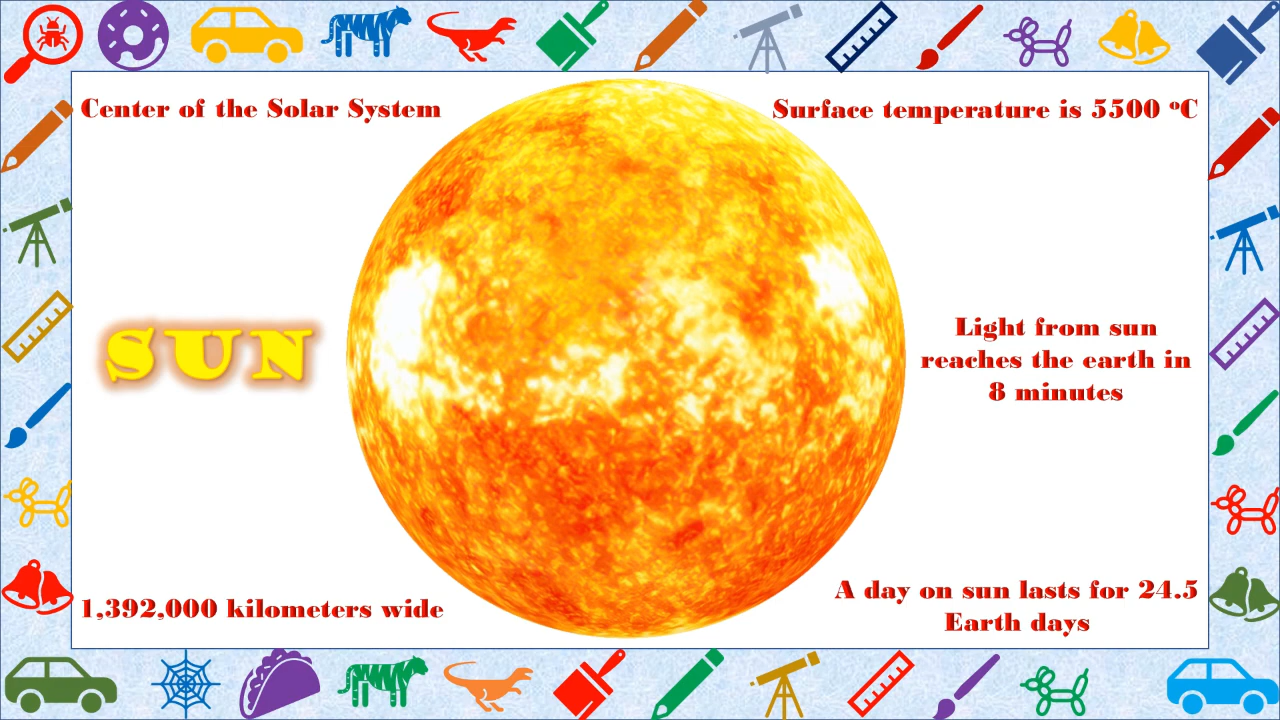 Center of the Solar System
Surface temperature is 5500 ºC
SUN
Light from sun
reaches the earth in
8 minutes
1,392,000 kilometers wide
A day on sun lasts for 24.5
Earth days